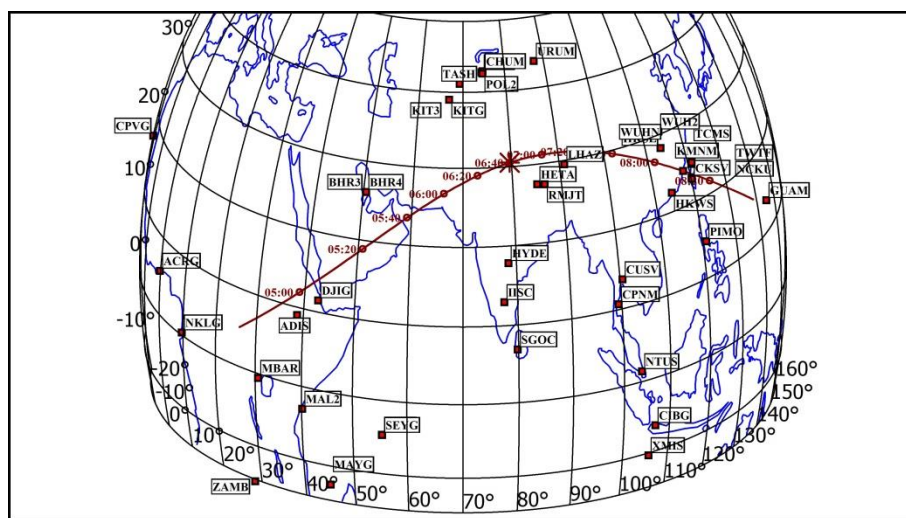 30°
URUM
CHUM
TASH
POL2
20°
KIT3
KITG
CPVG
WUH2
WUHN
TCMS
KMNM
TWTF
07:20
LHAZ
06:40
08:00
CKSV
NCKU
10°
06:20
HETA
BHR3
BHR4
06:00
RMJT
HKWS
GUAM
05:40
0°
05:20
PIMO
HYDE
ACRG
CUSV
05:00
DJIG
IISC
CPNM
-10°
ADIS
NKLG
SGOC
-20°
MBAR
NTUS
160°
-10°
150°
0°
MAL2
140°
10°
SEYG
CIBG
130°
20°
XMIS
120°
30°
MAYG
110°
ZAMB
40°
50°
60°
70°
80°
90°
100°